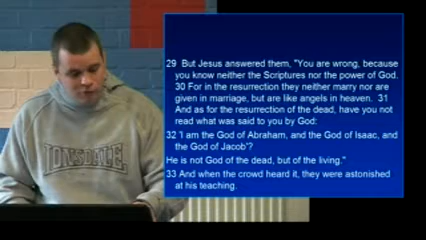 29 But Jesus answered them, "You are wrong, because
you know neither the Scriptures nor the power of God.
30 For in the resurrection they neither marry nor are
given in marriage, but are like angels in heaven. 31
And as for the resurrection of the dead, have you not
read what was said to you by God:
32 'I am the God of Abraham, and the God of Isaac, and
the God of Jacob'?
He is not God of the dead, but of the living."
33 And when the crowd heard it, they were astonished
at his teaching.
LONSDALE